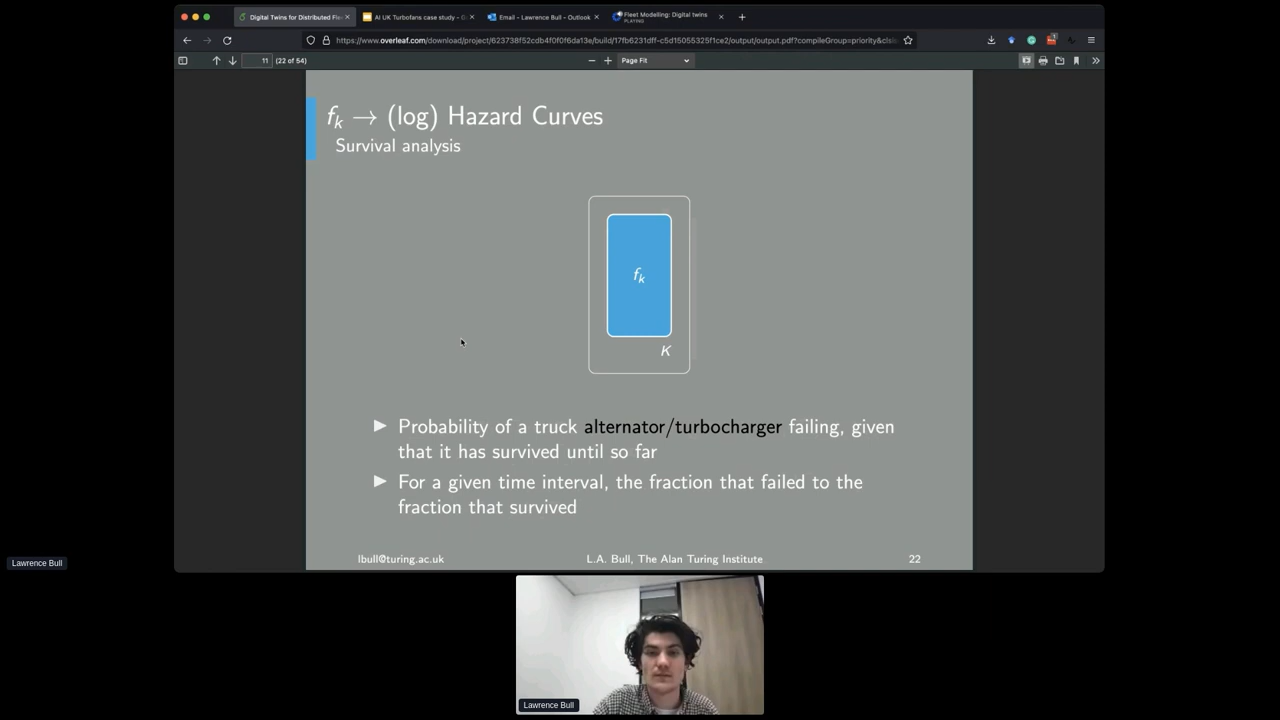 Digital Twins for Distributed Fle
AI UK Turbofans case study - G
Email – Lawrence Bull – Outlook
Fleet Modelling: Digital twins
PLAYING
https://www.overleaf.com/download/project/623738f52cdb4f0f0f6da13e/build/17fb6231dff-c5d15055325f1ce2/output/output.pdf?compileGroup=priority&clsi
11
(22 of 54)
Page Fit
fk → (log) Hazard Curves
Survival analysis
fk
K
▶ Probability of a truck alternator/turbocharger failing, given
that it has survived until so far
▶ For a given time interval, the fraction that failed to the
fraction that survived
lbull@turing.ac.uk
L.A. Bull, The Alan Turing Institute
22
Lawrence Bull
Lawrence Bull